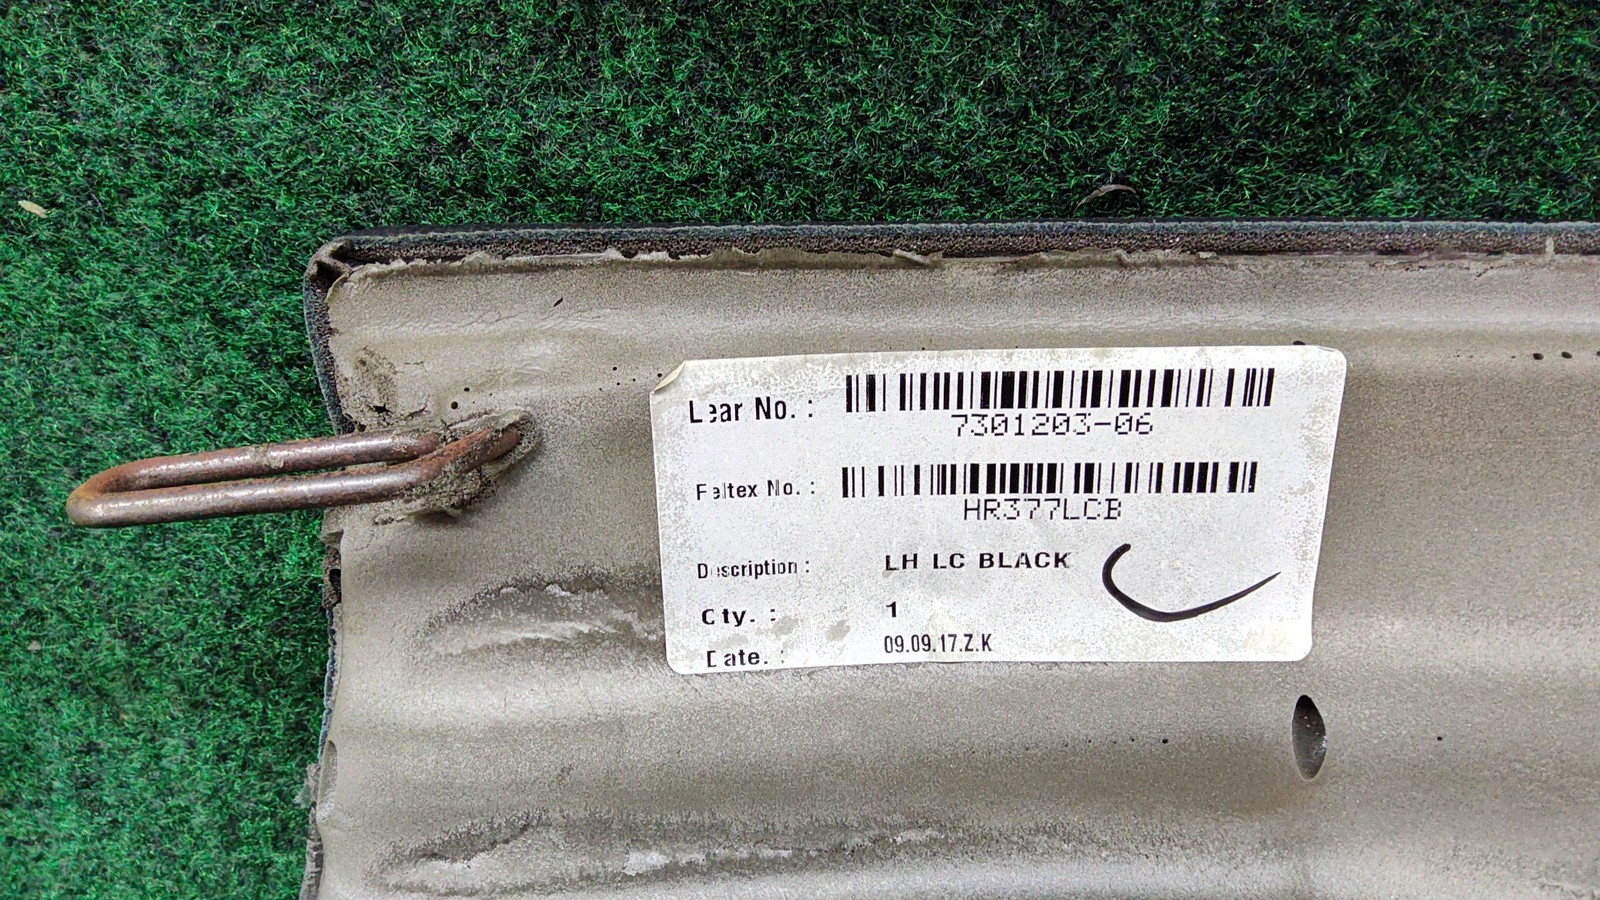 Lear No. :
7301203-06
Feltex No. :
HR377LCB
Description : LH LC BLACK
Qty. : 1
Date. : 09.09.17.Z.K